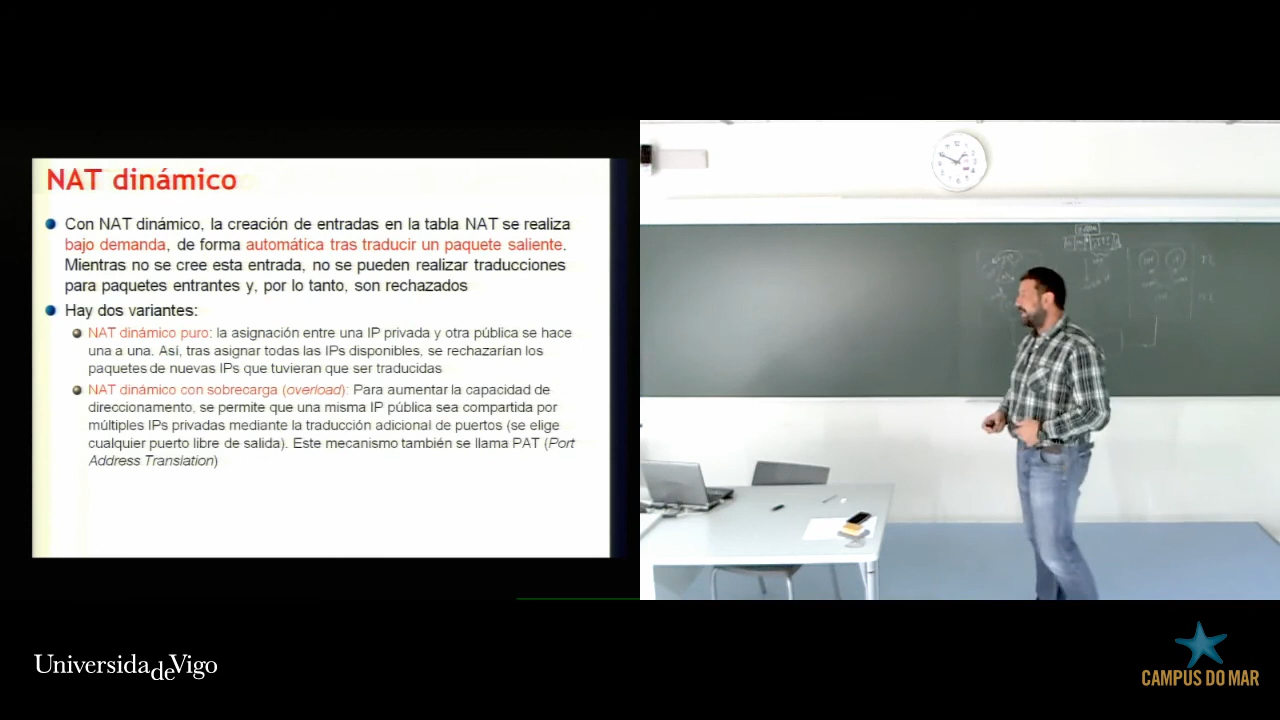 NAT dinámico
Con NAT dinámico, la creación de entradas en la tabla NAT se realiza
bajo demanda, de forma automática tras traducir un paquete saliente.
Mientras no se cree esta entrada, no se pueden realizar traducciones
para paquetes entrantes y, por lo tanto, son rechazados
Hay dos variantes:
NAT dinámico puro: la asignación entre una IP privada y otra pública se hace
una a una. Así, tras asignar todas las IPs disponibles, se rechazarían los
paquetes de nuevas IPs que tuvieran que ser traducidas
NAT dinámico con sobrecarga (overload): Para aumentar la capacidad de
direccionamento, se permite que una misma IP pública sea compartida por
múltiples IPs privadas mediante la traducción adicional de puertos (se elige
cualquier puerto libre de salida). Este mecanismo también se llama PAT (Port
Address Translation)
UniversidadeVigo
CAMPUS DO MAR